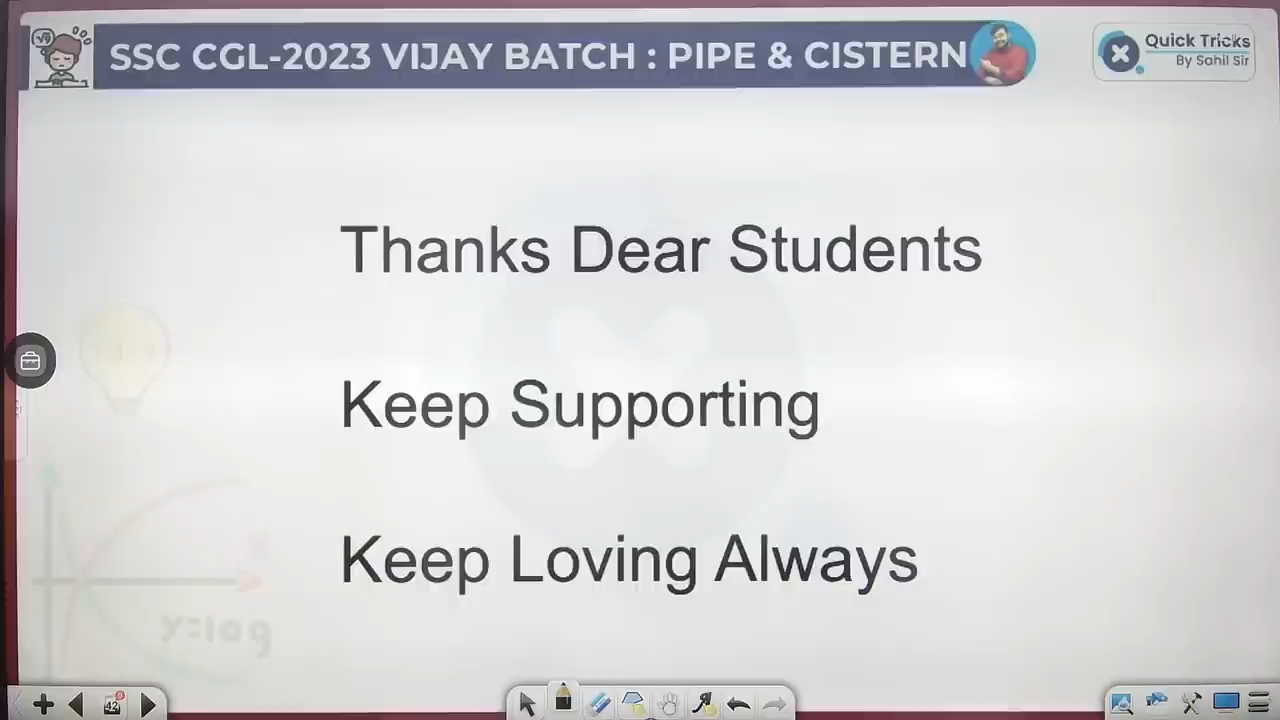 SSC CGL-2023 VIJAY BATCH : PIPE & CISTERN
Quick Tricks
By Sahil Sir
Thanks Dear Students
Keep Supporting
Keep Loving Always
y=log
x
42